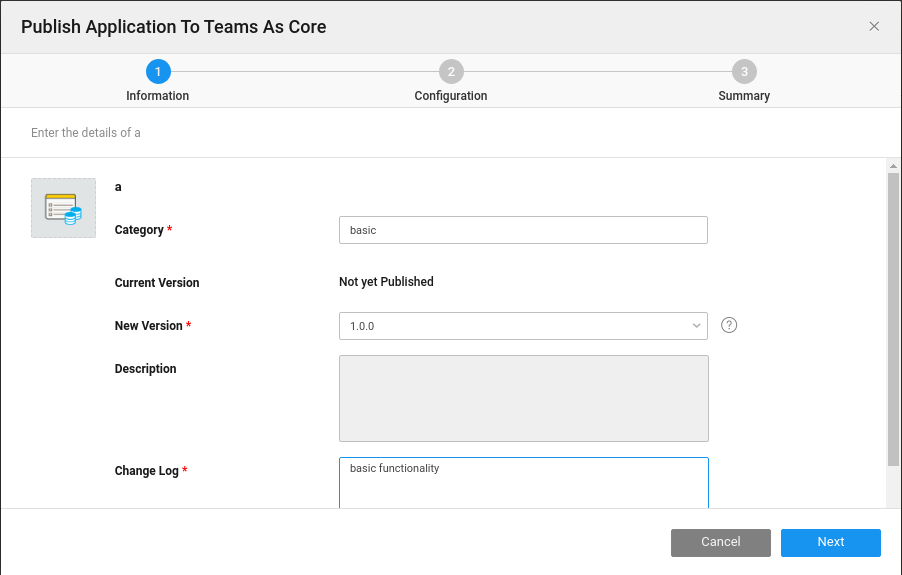 Publish Application To Teams As Core
1
2
3
Information
Configuration
Summary
Enter the details of a
a
Category *
basic
Current Version
Not yet Published
New Version *
1.0.0
?
Description
Change Log *
basic functionality
Cancel
Next